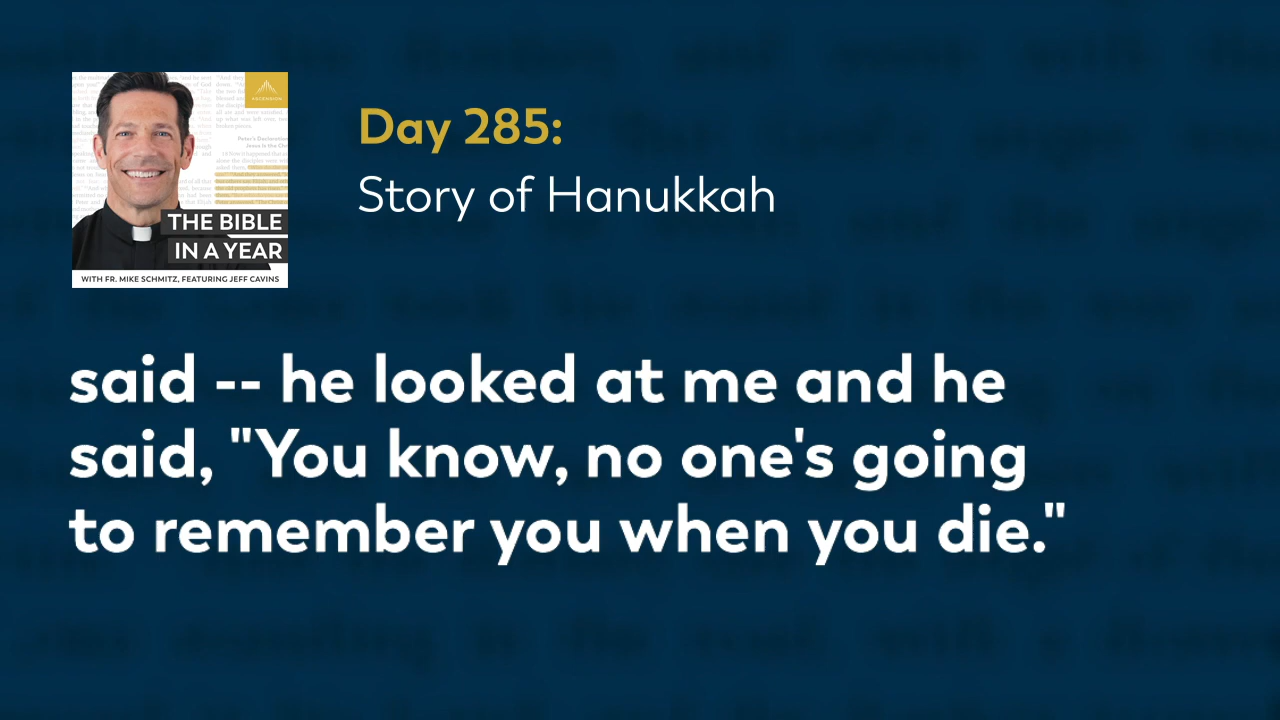 ASCENSION
THE BIBLE
IN A YEAR
WITH FR. MIKE SCHMITZ, FEATURING JEFF CAVINS
Day 285:
Story of Hanukkah
said -- he looked at me and he
said, "You know, no one's going
to remember you when you die."